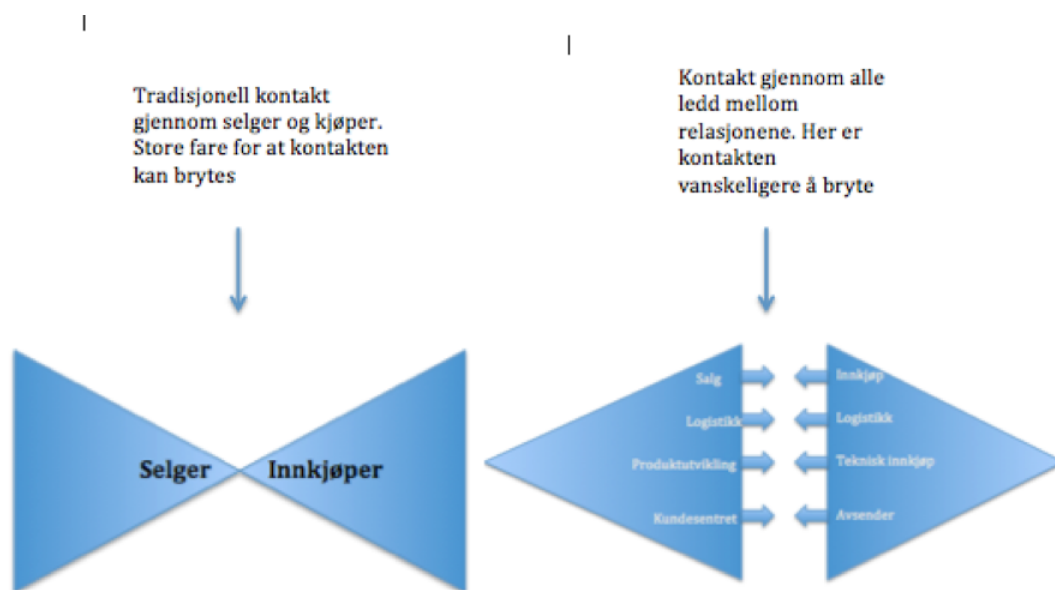 Tradisjonell kontakt
gjennom selger og kjøper.
Store fare for at kontakten
kan brytes
Kontakt gjennom alle
ledd mellom
relasjonene. Her er
kontakten
vanskeligere å bryte
Selger
Innkjøper
Salg
Innkjøp
Logistikk
Logistikk
Produktutvikling
Teknisk innkjøp
Kundesentret
Avsender